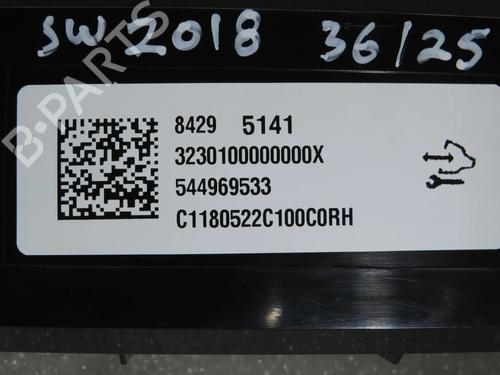 SW 2018 36/25
8429 5141
3230100000000X
544969533
C1180522C100C0RH
B-PARTS